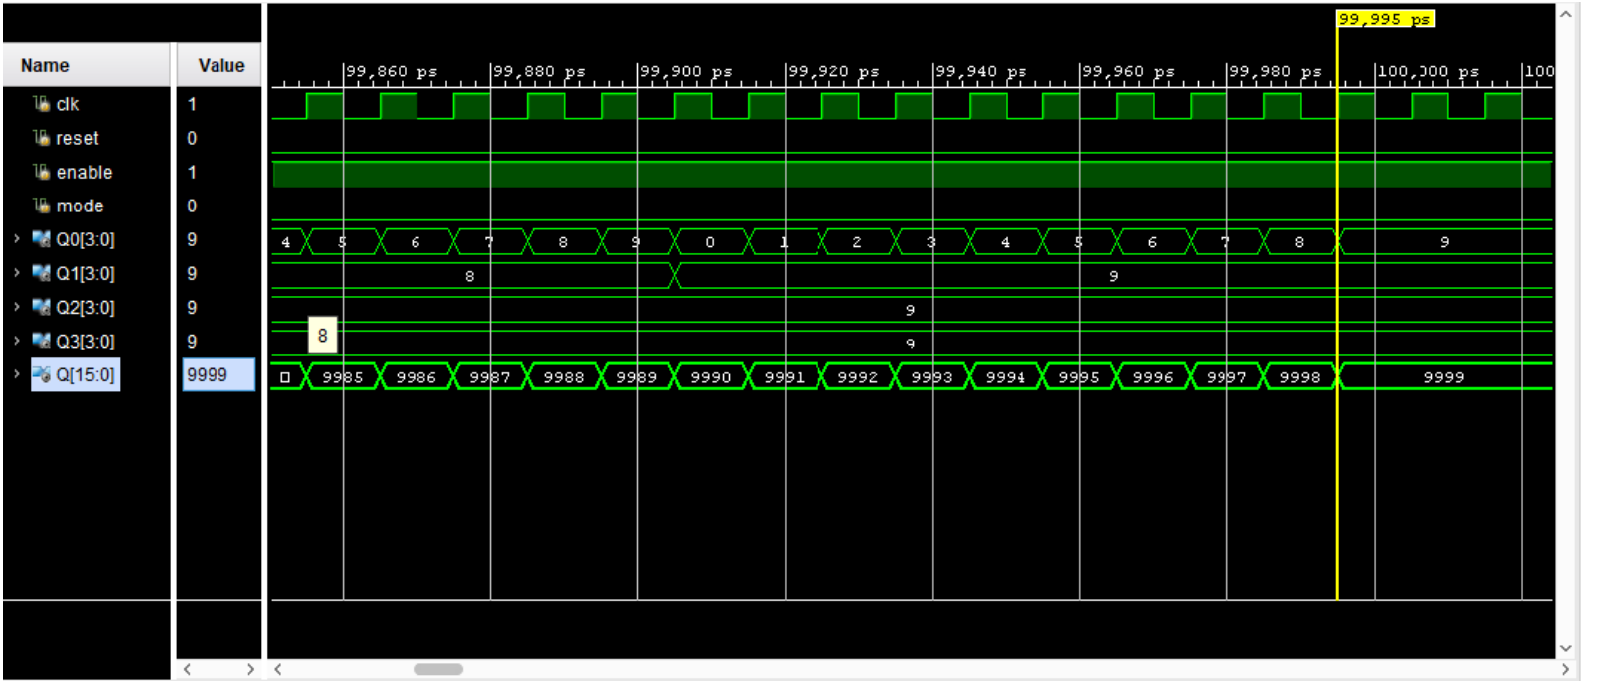 99,995 ps
Name Value
99,860 ps 99,880 ps 99,900 ps 99,920 ps 99,940 ps 99,960 ps 99,980 ps 100,000 ps 100
clk 1
reset 0
enable 1
mode 0
Q0[3:0] 9 4 5 6 7 8 9 0 1 2 3 4 5 6 7 8 9
Q1[3:0] 9 8 9
Q2[3:0] 9 9
Q3[3:0] 9 8 9
Q[15:0] 9999 9985 9986 9987 9988 9989 9990 9991 9992 9993 9994 9995 9996 9997 9998 9999